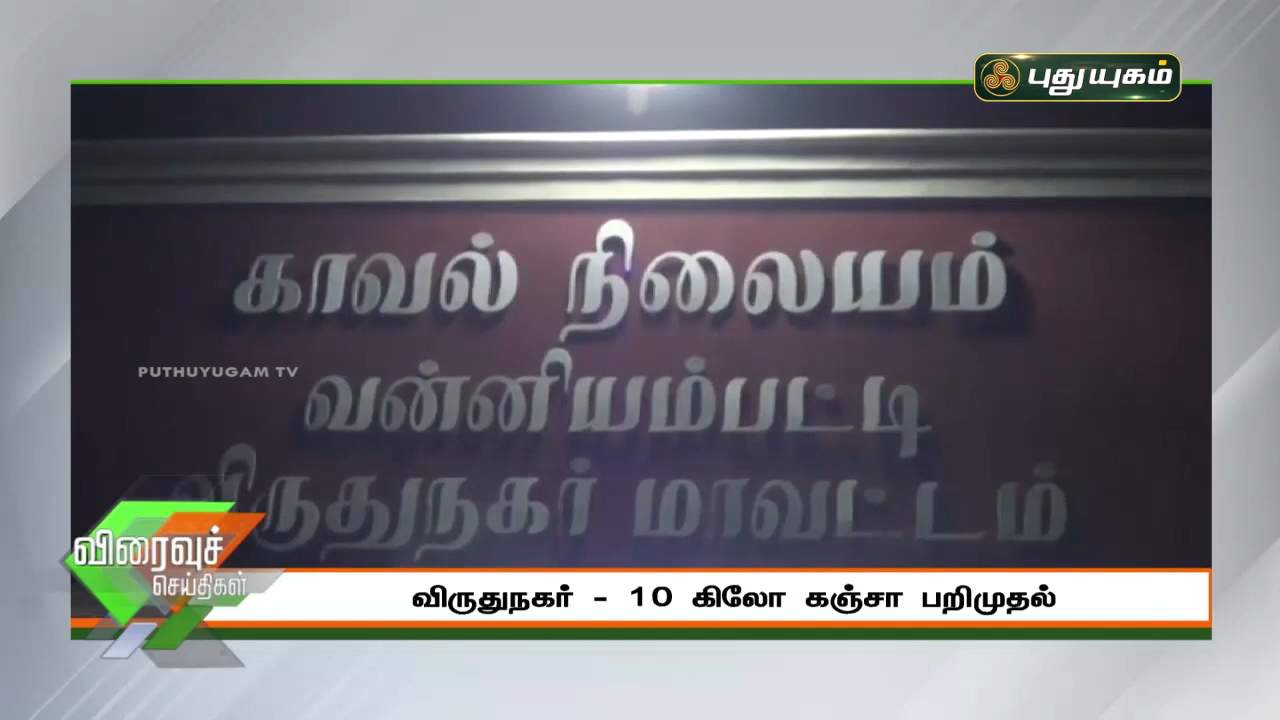 புதுயுகம்
காவல் நிலையம்
PUTHUYUGAM TV
வன்னியம்பட்டி
விருதுநகர் மாவட்டம்
விரைவுச்
செய்திகள்
விருதுநகர் - 10 கிலோ கஞ்சா பறிமுதல்